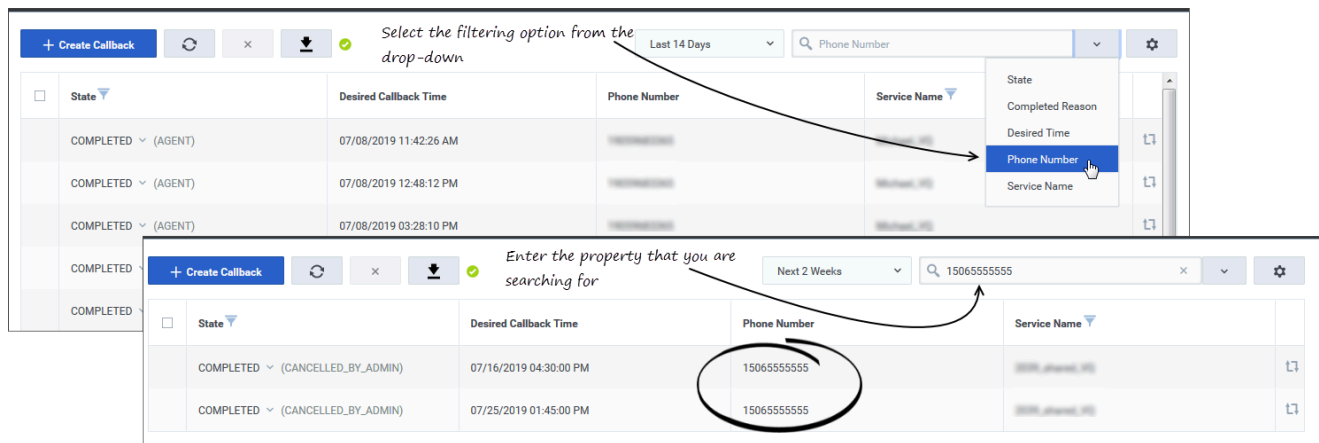 + Create Callback
Select the filtering option from the
drop-down
Last 14 Days
Phone Number
State
Desired Callback Time
Phone Number
Service Name
State
Completed Reason
Desired Time
Phone Number
Service Name
COMPLETED (AGENT)
07/08/2019 11:42:26 AM
COMPLETED (AGENT)
07/08/2019 12:48:12 PM
COMPLETED (AGENT)
07/08/2019 03:28:10 PM
COMPLETED
COMPLETED
+ Create Callback
Enter the property that you are
searching for
Next 2 Weeks
15065555555
State
Desired Callback Time
Phone Number
Service Name
COMPLETED (CANCELLED_BY_ADMIN)
07/16/2019 04:30:00 PM
15065555555
COMPLETED (CANCELLED_BY_ADMIN)
07/25/2019 01:45:00 PM
15065555555